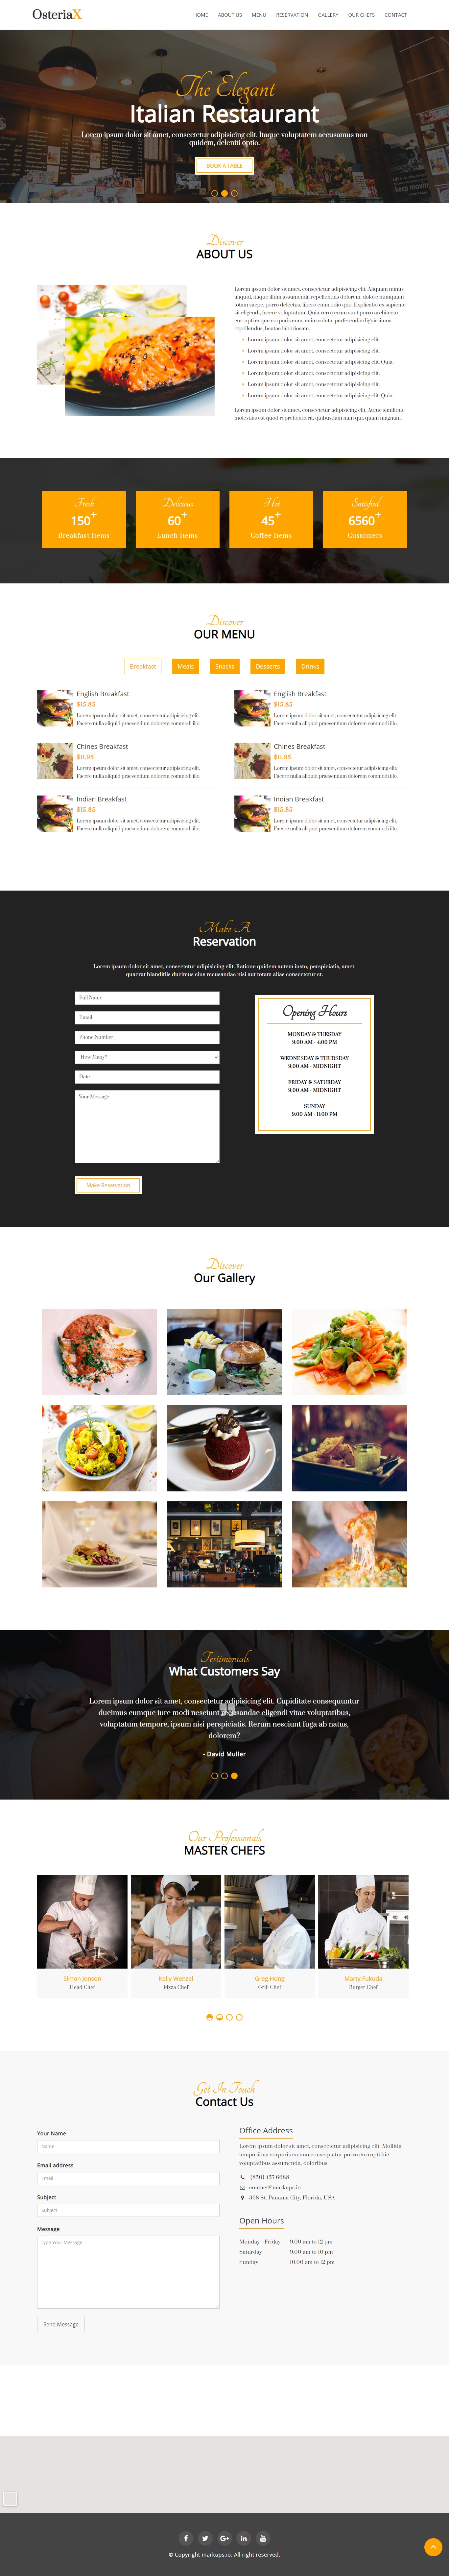 OsteriaX
HOME ABOUT US MENU RESERVATION GALLERY OUR CHEFS CONTACT
The Elegant
Italian Restaurant
Lorem ipsum dolor sit amet, consectetur adipisicing elit. Itaque voluptatem accusamus non
quidem, deleniti optio.
BOOK A TABLE
Discover
ABOUT US
Lorem ipsum dolor sit amet, consectetur adipisicing elit. Aliquam minus
aliquid, itaque illum assumenda repellendus dolorem, dolore numquam
totam saepe, porro delectus, libero enim odio quo. Explicabo ex sapiente
sit eligendi, facere voluptatum! Quia vero rerum sunt porro architecto
corrupti eaque corporis eum, enim soluta, perferendis dignissimos,
repellendus, beatae laboriosam.
Lorem ipsum dolor sit amet, consectetur adipisicing elit.
Lorem ipsum dolor sit amet, consectetur adipisicing elit.
Lorem ipsum dolor sit amet, consectetur adipisicing elit. Quia.
Lorem ipsum dolor sit amet, consectetur adipisicing elit.
Lorem ipsum dolor sit amet, consectetur adipisicing elit.
Lorem ipsum dolor sit amet, consectetur adipisicing elit. Quia.
Lorem ipsum dolor sit amet, consectetur adipisicing elit. Atque similique
molestias est quod reprehenderit, quibusdam nam qui, quam magnam.
Fresh
150+
Breakfast Items
Delicious
60+
Lunch Items
Hot
45+
Coffee Items
Satisfied
6560+
Customers
Discover
OUR MENU
Breakfast Meals Snacks Desserts Drinks
English Breakfast
$15.85
Lorem ipsum dolor sit amet, consectetur adipisicing elit.
Facere nulla aliquid praesentium dolorem commodi illo.
English Breakfast
$15.85
Lorem ipsum dolor sit amet, consectetur adipisicing elit.
Facere nulla aliquid praesentium dolorem commodi illo.
Chines Breakfast
$11.95
Lorem ipsum dolor sit amet, consectetur adipisicing elit.
Facere nulla aliquid praesentium dolorem commodi illo.
Chines Breakfast
$11.95
Lorem ipsum dolor sit amet, consectetur adipisicing elit.
Facere nulla aliquid praesentium dolorem commodi illo.
Indian Breakfast
$15.85
Lorem ipsum dolor sit amet, consectetur adipisicing elit.
Facere nulla aliquid praesentium dolorem commodi illo.
Indian Breakfast
$15.85
Lorem ipsum dolor sit amet, consectetur adipisicing elit.
Facere nulla aliquid praesentium dolorem commodi illo.
Make A
Reservation
Lorem ipsum dolor sit amet, consectetur adipisicing elit. Ratione quidem autem iusto, perspiciatis, amet,
quaerat blanditiis ducimus eius recusandae nisi aut totam alias consectetur et.
Full Name
Email
Phone Number
How Many?
Date
Your Message
Make Reservation
Opening Hours
MONDAY & TUESDAY
9:00 AM - 4:00 PM
WEDNESDAY & THURSDAY
9:00 AM - MIDNIGHT
FRIDAY & SATURDAY
9:00 AM - MIDNIGHT
SUNDAY
9:00 AM - 11:00 PM
Discover
Our Gallery
Testimonials
What Customers Say
Lorem ipsum dolor sit amet, consectetur adipisicing elit. Cupiditate consequuntur
ducimus cumque iure modi nesciunt recusandae eligendi vitae voluptatibus,
voluptatum tempore, ipsum nisi perspiciatis. Rerum nesciunt fuga ab natus,
dolorem?
- David Muller
Our Professionals
MASTER CHEFS
Simon Jonson
Head Chef
Kelly Wenzel
Pizza Chef
Greg Hong
Grill Chef
Marty Fukuda
Burger Chef
Get In Touch
Contact Us
Your Name
Name
Email address
Email
Subject
Subject
Message
Type Your Message
Send Message
Office Address
Lorem ipsum dolor sit amet, consectetur adipisicing elit. Mollitia
temporibus corporis ea non consequatur porro corrupti hic
voluptatibus assumenda, doloribus.
(850) 457 6688
contact@markups.io
368 St. Panama City, Florida, USA
Open Hours
Monday - Friday 9.00 am to 12 pm
Saturday 9.00 am to 10 pm
Sunday 10.00 am to 12 pm
© Copyright markups.io. All right reserved.